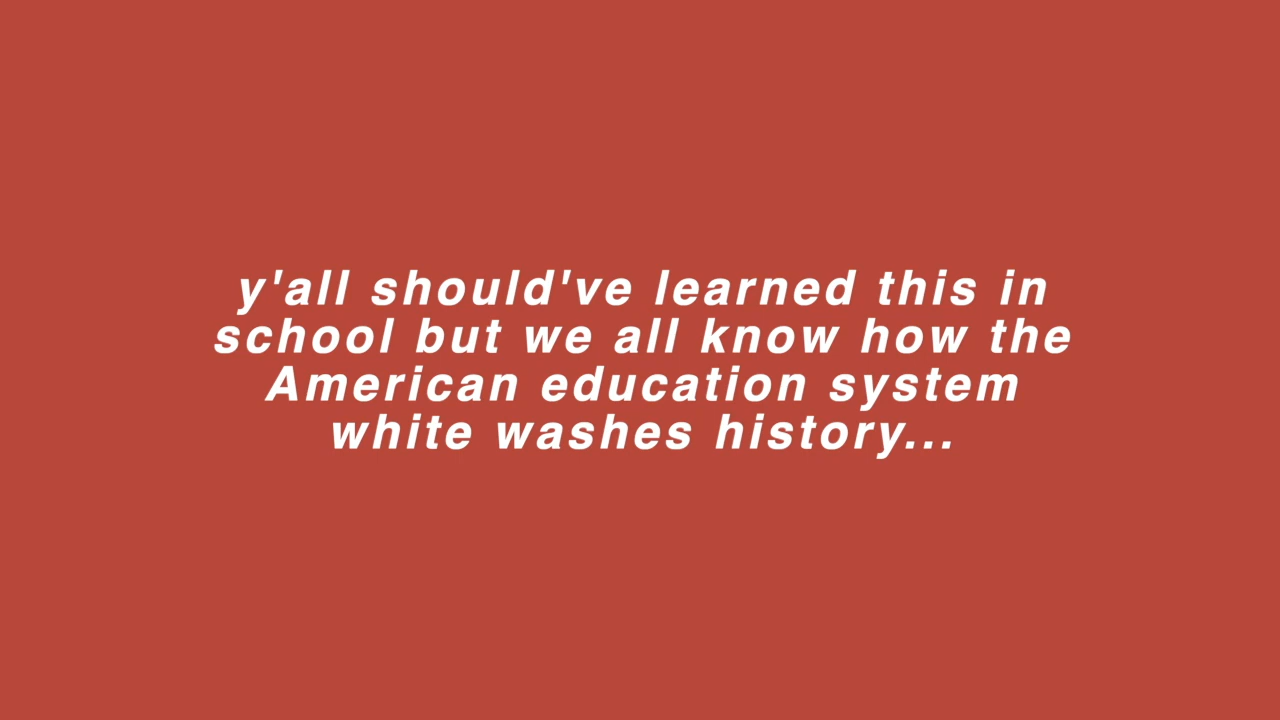 y'all should've learned this in
school but we all know how the
American education system
white washes history...